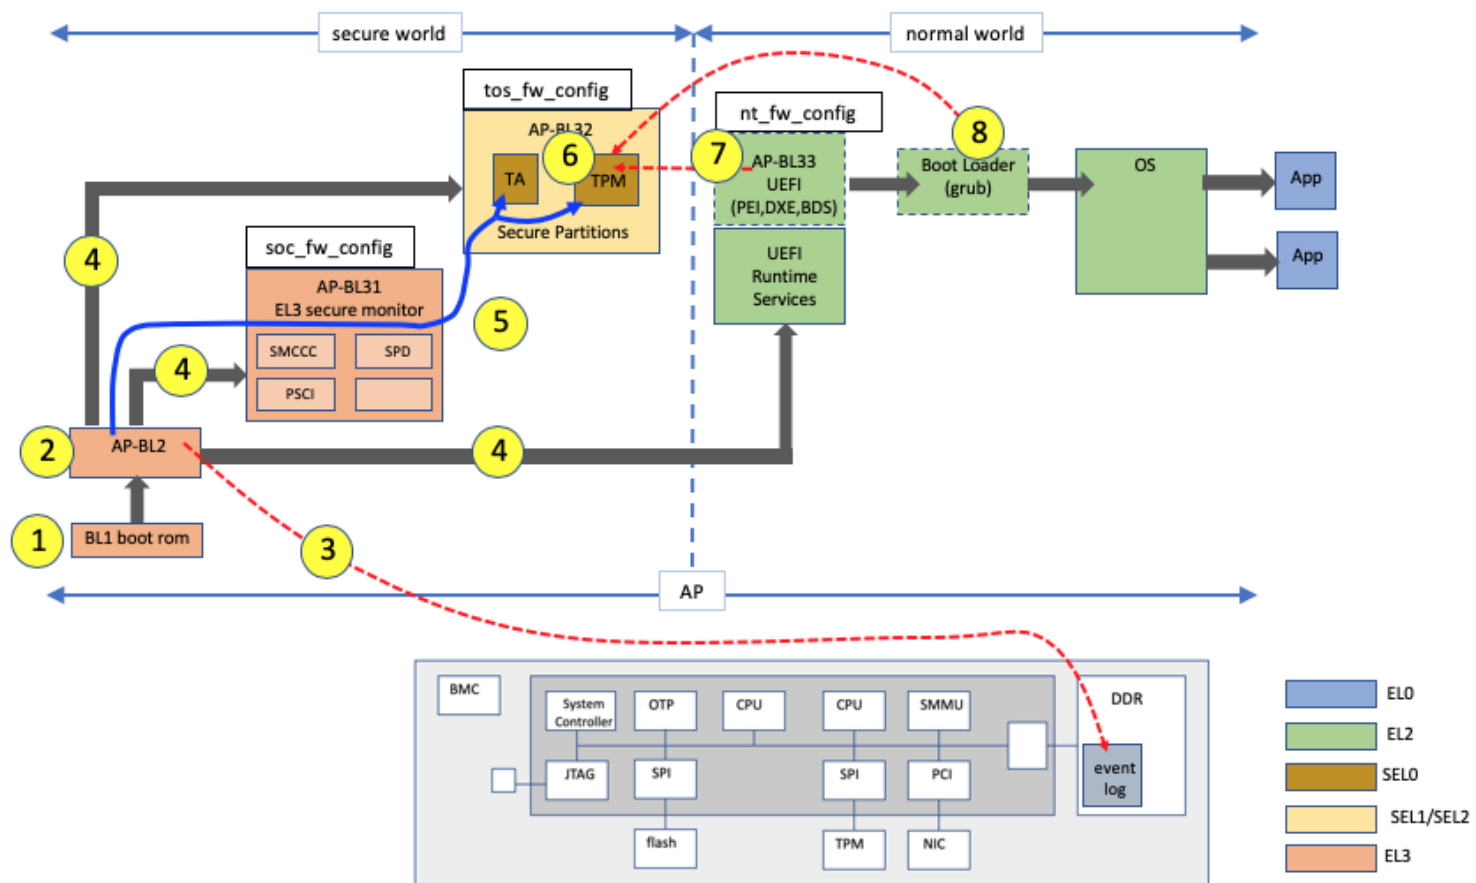 secure world
normal world
tos_fw_config
nt_fw_config
AP-BL32
6
7
8
TA
TPM
Secure Partitions
AP-BL33
UEFI
(PEI,DXE,BDS)
Boot Loader
(grub)
OS
App
App
UEFI
Runtime
Services
4
soc_fw_config
AP-BL31
EL3 secure monitor
SMCCC
SPD
PSCI
5
4
2
AP-BL2
4
1
BL1 boot rom
3
AP
BMC
System
Controller
OTP
CPU
CPU
SMMU
DDR
JTAG
SPI
SPI
PCI
event
log
flash
TPM
NIC
EL0
EL2
SEL0
SEL1/SEL2
EL3